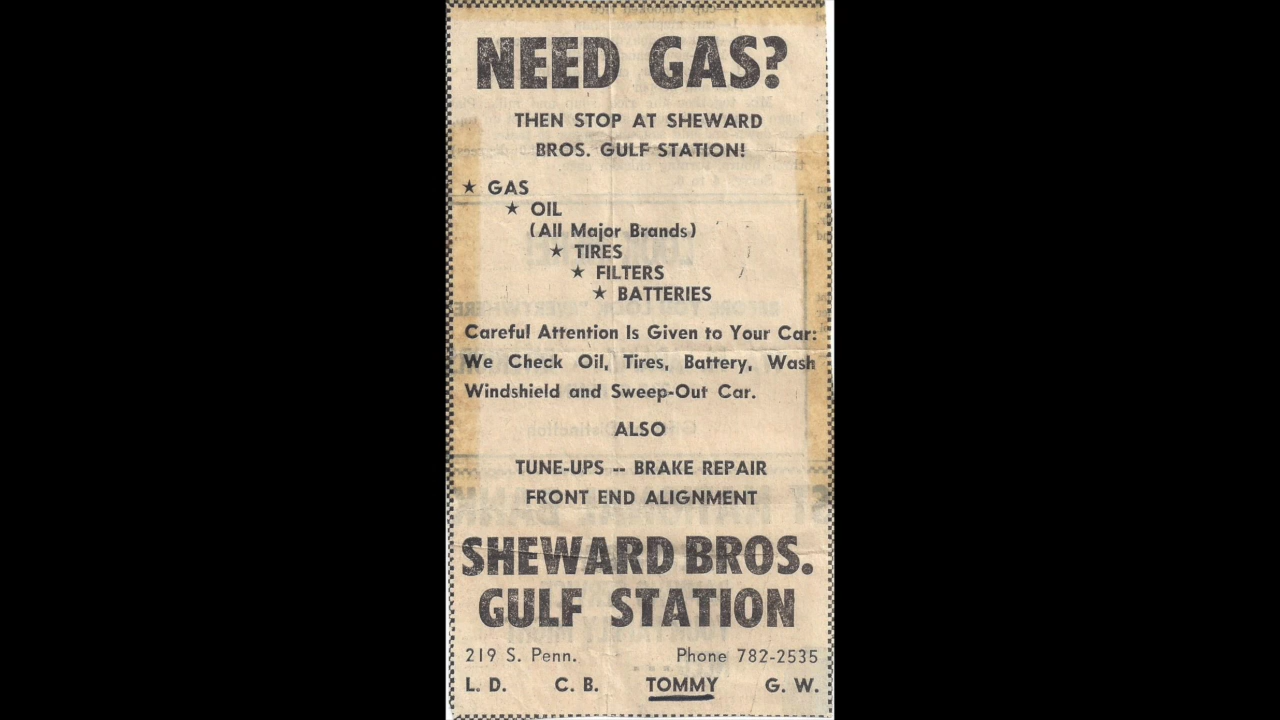 NEED GAS?
THEN STOP AT SHEWARD
BROS. GULF STATION!
★ GAS
★ OIL
(All Major Brands)
★ TIRES
★ FILTERS
★ BATTERIES
Careful Attention Is Given to Your Car:
We Check Oil, Tires, Battery, Wash
Windshield and Sweep-Out Car.
ALSO
TUNE-UPS -- BRAKE REPAIR
FRONT END ALIGNMENT
SHEWARD BROS.
GULF STATION
219 S. Penn. Phone 782-2535
L. D. C. B. TOMMY G. W.